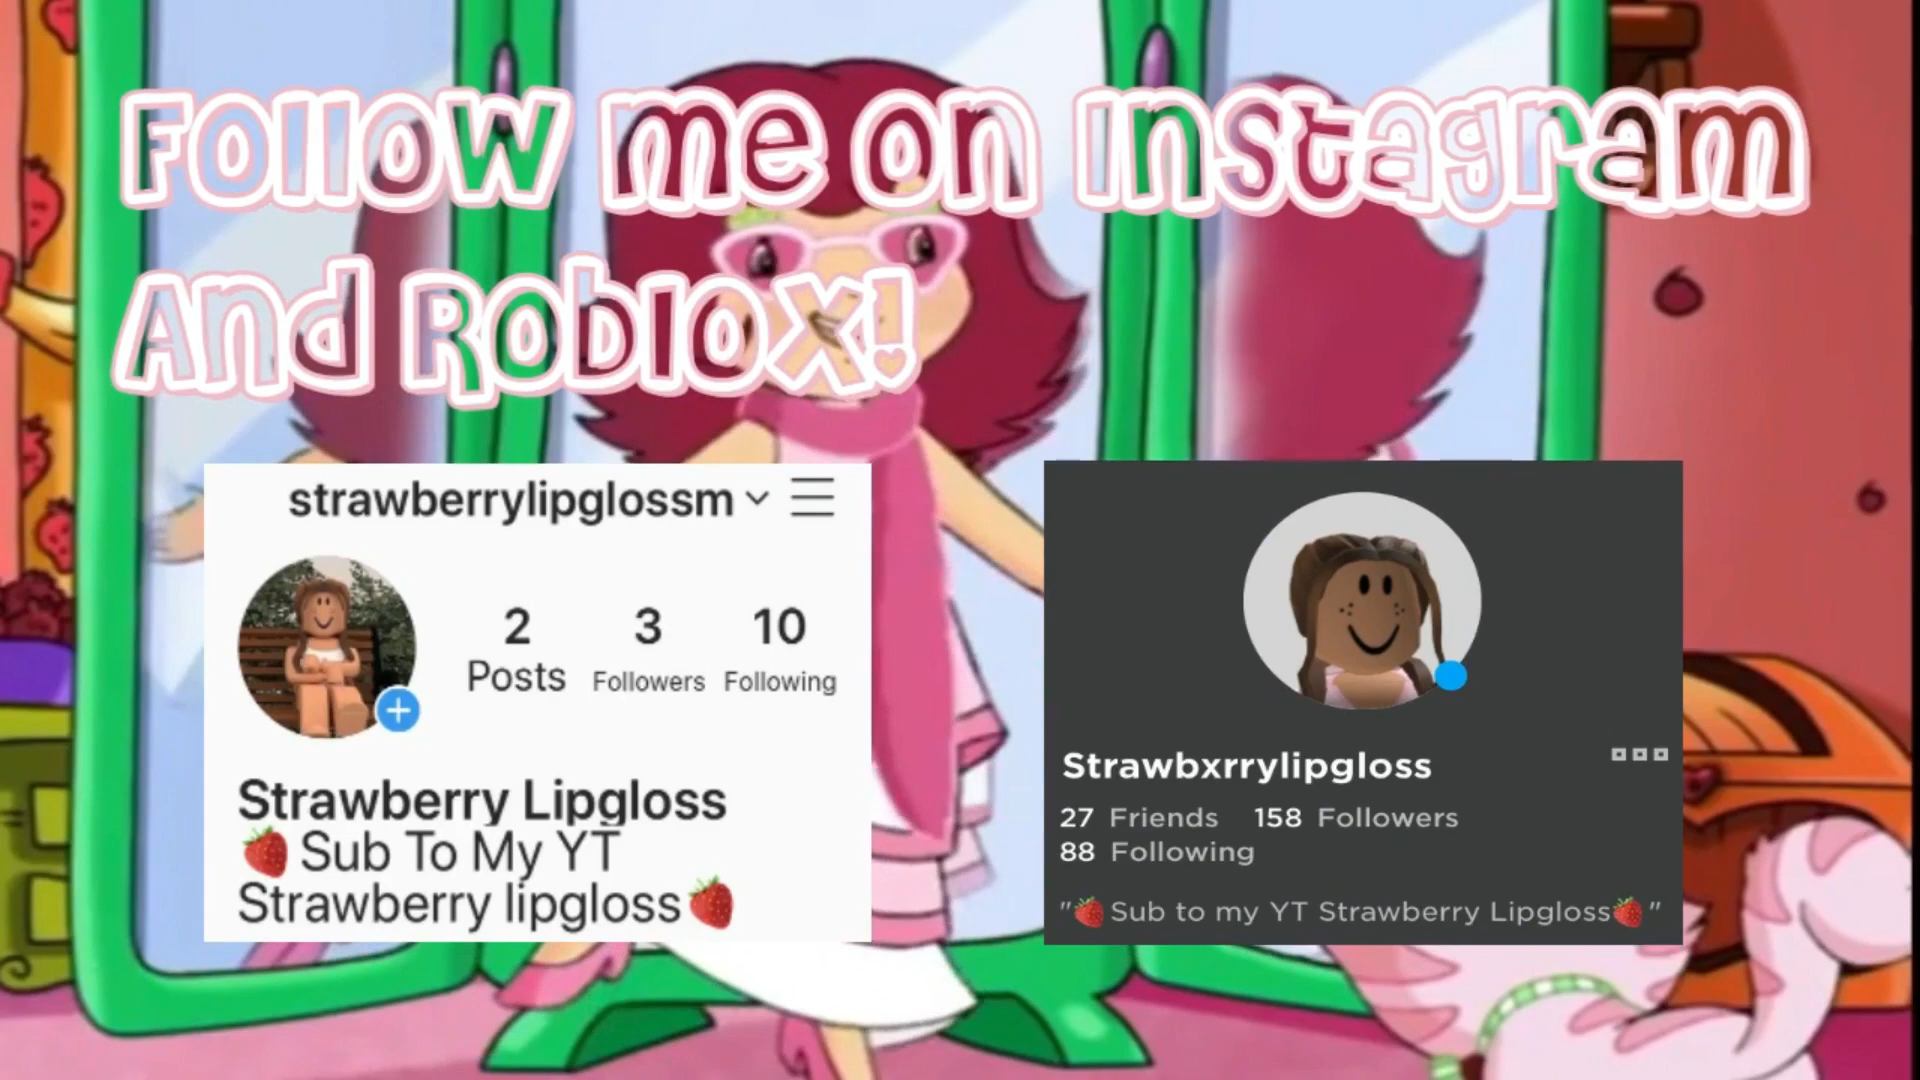 Follow me on Instagram
And Roblox!
strawberrylipglossm
2 3 10
Posts Followers Following
Strawberry Lipgloss
🍓 Sub To My YT
Strawberry lipgloss🍓
Strawbxrrylipgloss
27 Friends 158 Followers
88 Following
"🍓Sub to my YT Strawberry Lipgloss🍓"